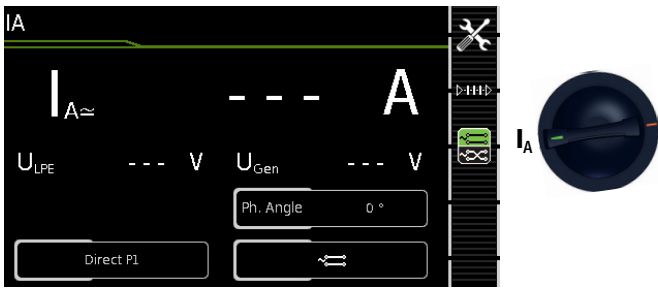 IA
IA≃ --- A
ULPE --- V UGen --- V
Ph. Angle 0 °
Direct P1
IA